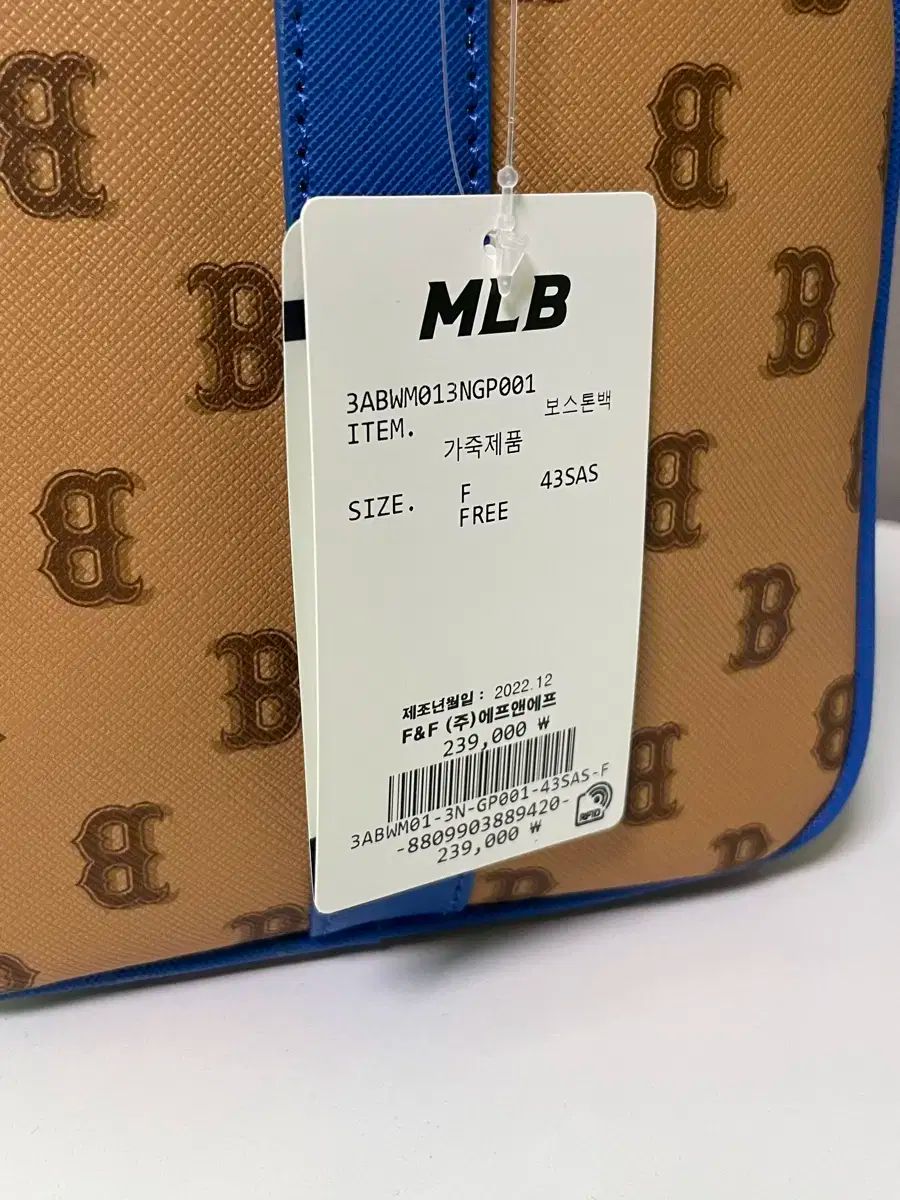 MLB
3ABWM013NGP001
ITEM. 보스톤백
가죽제품
SIZE. F 43SAS
FREE
제조년월일 : 2022.12
F&F (주)에프앤에프
239,000 ₩
3ABWM01-3N-GP001-43SAS-F
-8809903889420-
239,000 ₩
RFID
B
B
B
B
B
B
B
B
B
B
B
B